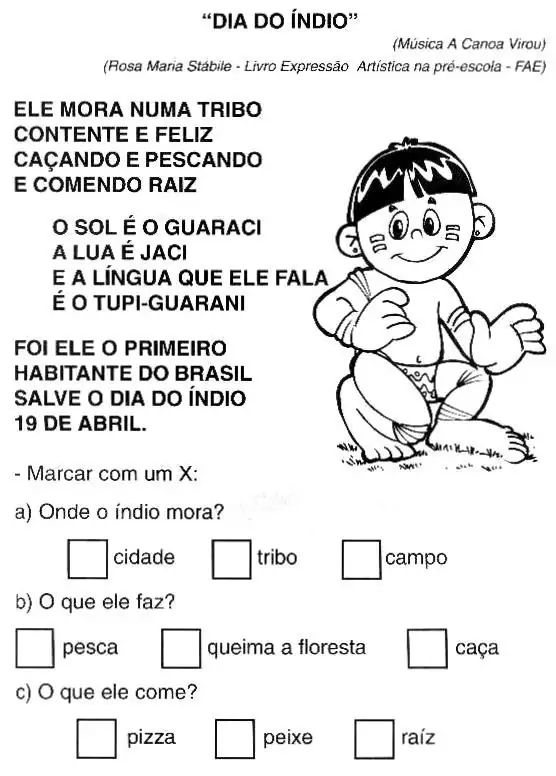 “DIA DO ÍNDIO”
(Música A Canoa Virou)
(Rosa Maria Stábile - Livro Expressão Artística na pré-escola - FAE)
ELE MORA NUMA TRIBO
CONTENTE E FELIZ
CAÇANDO E PESCANDO
E COMENDO RAIZ
O SOL É O GUARACI
A LUA É JACI
E A LÍNGUA QUE ELE FALA
É O TUPI-GUARANI
FOI ELE O PRIMEIRO
HABITANTE DO BRASIL
SALVE O DIA DO ÍNDIO
19 DE ABRIL.
- Marcar com um X:
a) Onde o índio mora?
cidade tribo campo
b) O que ele faz?
pesca queima a floresta caça
c) O que ele come?
pizza peixe raíz